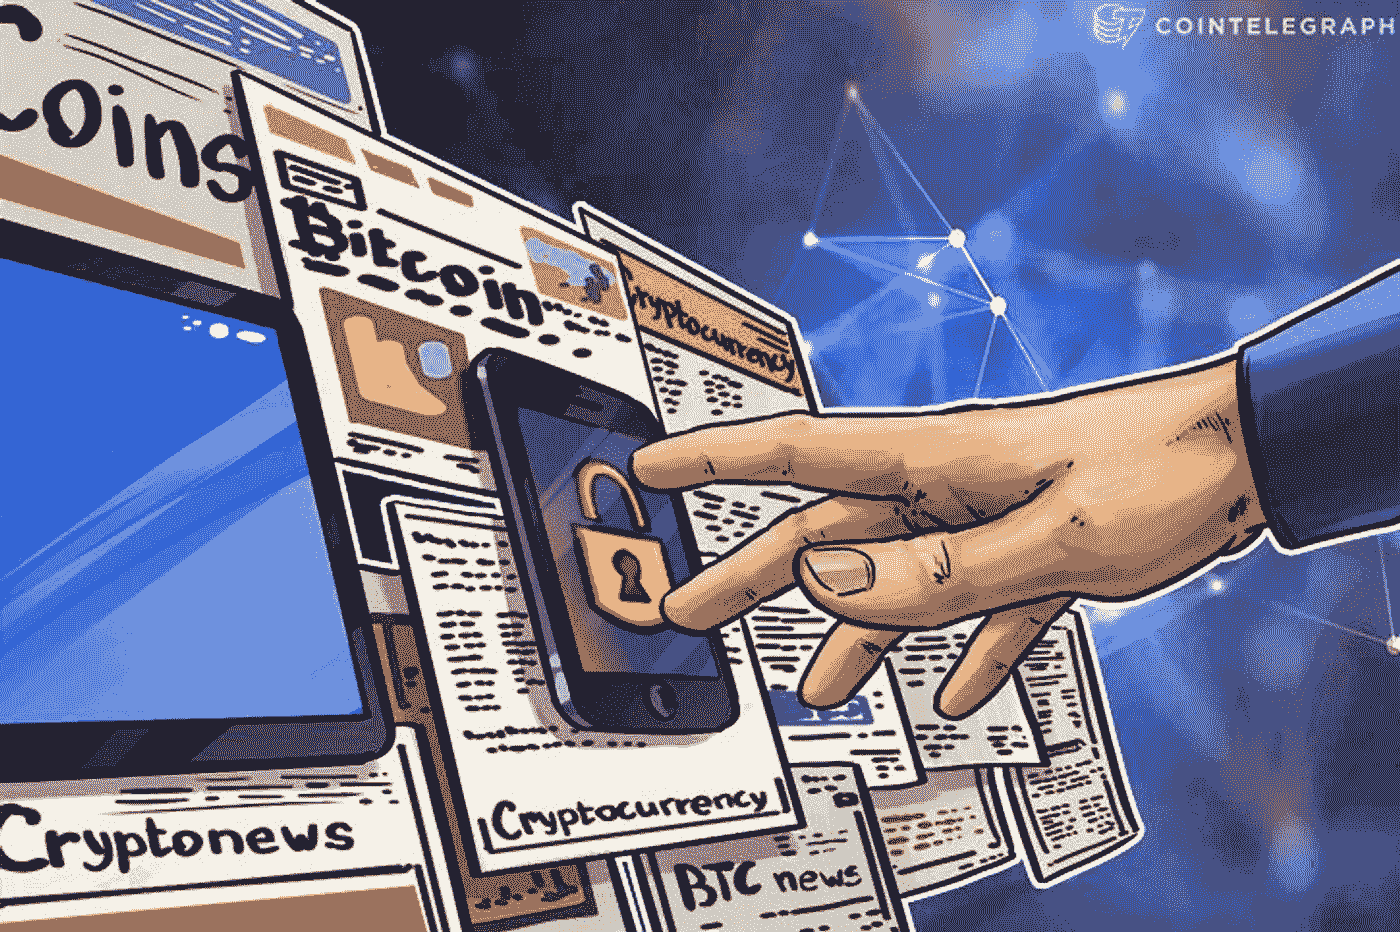 COINTELEGRAPH
Coins
Bitcoin
Cryptocurrency
Cryptonews
Cryptocurrency
BTC news